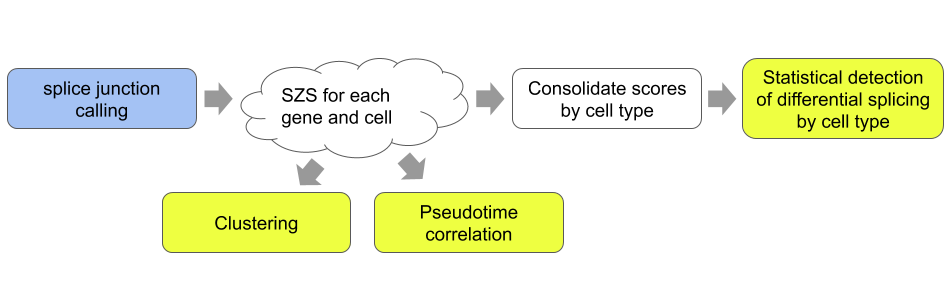 splice junction
calling
SZS for each
gene and cell
Consolidate scores
by cell type
Statistical detection
of differential splicing
by cell type
Clustering
Pseudotime
correlation